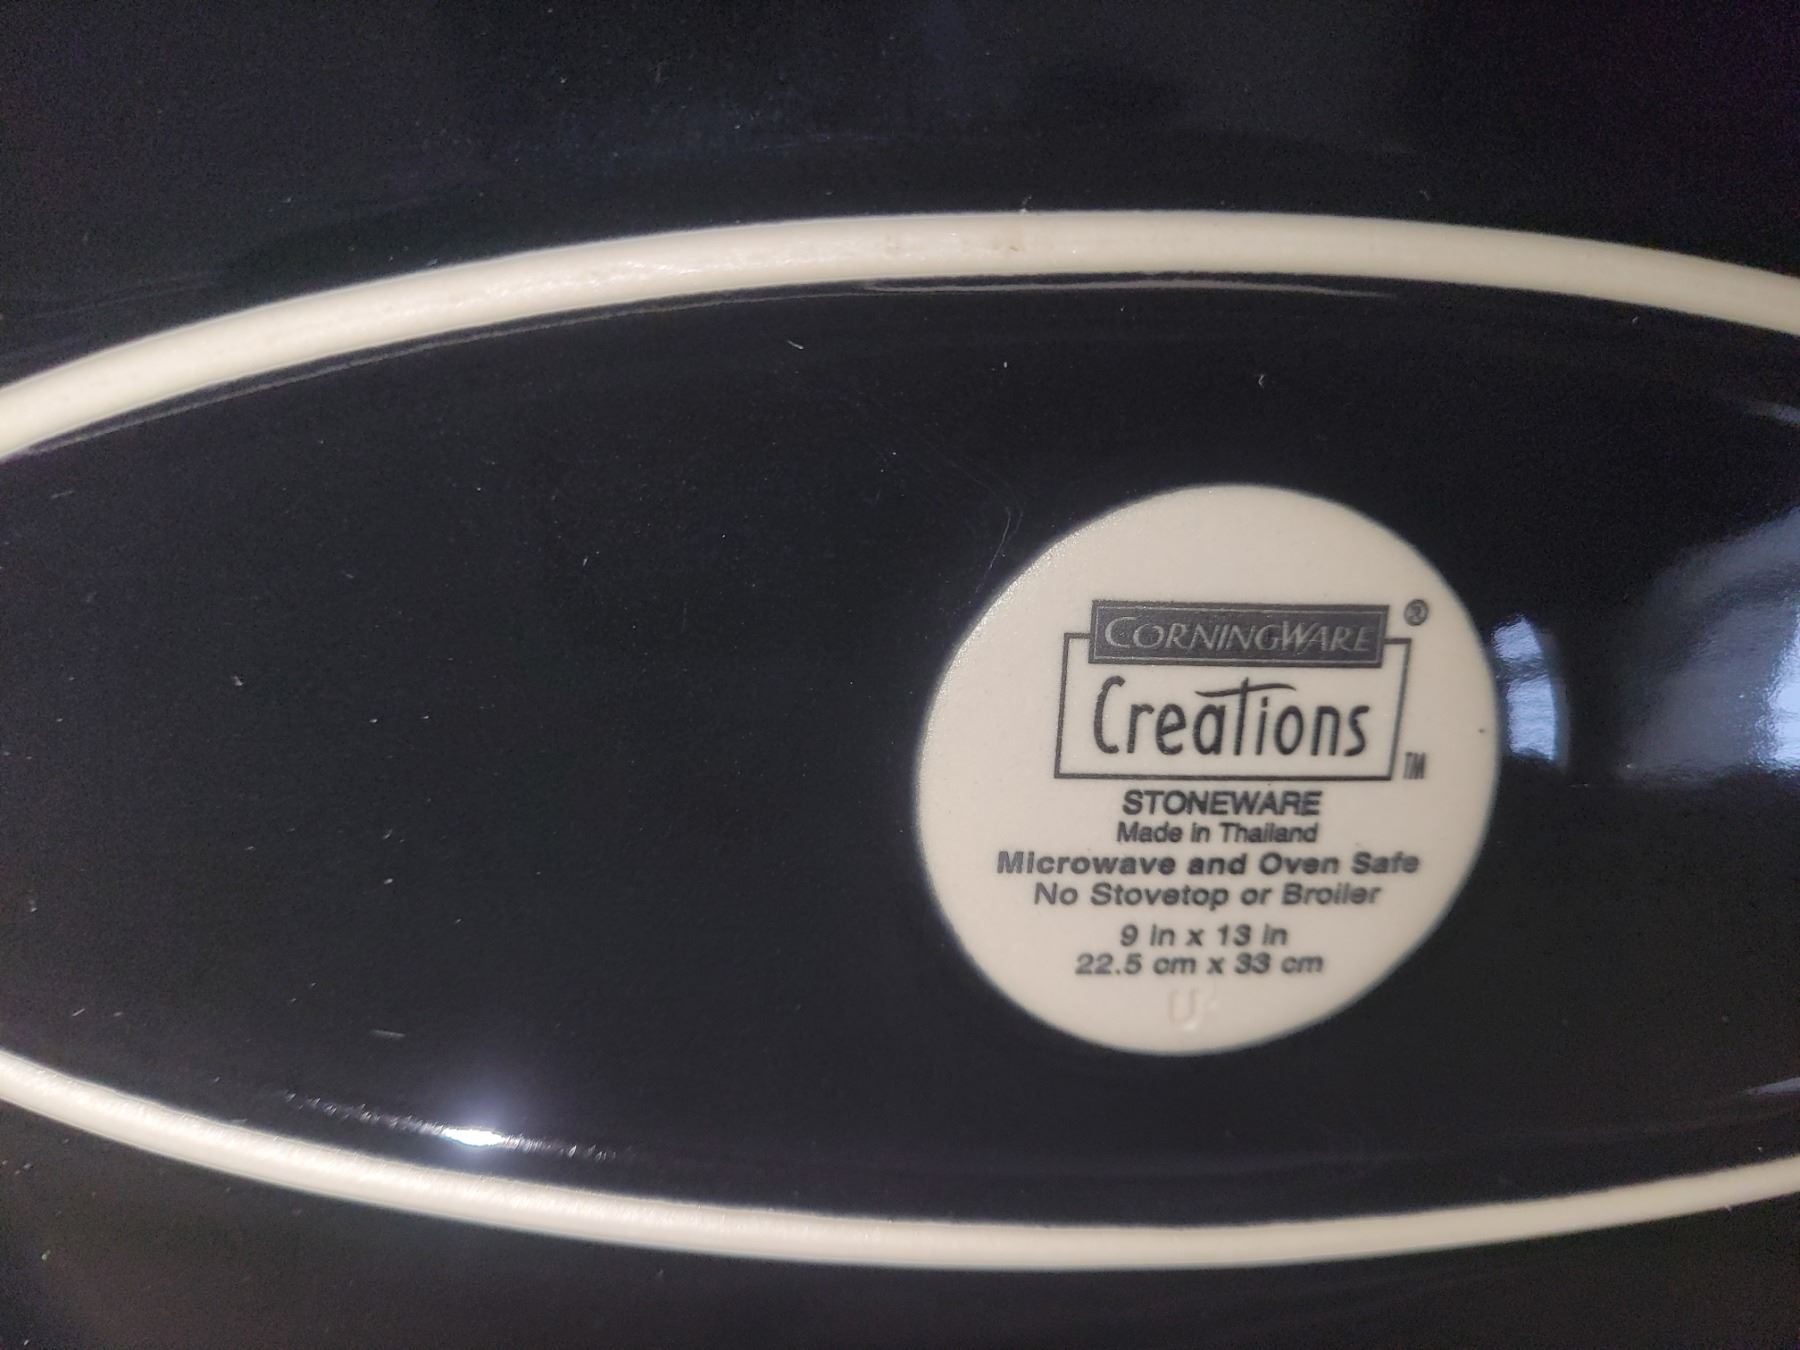 CORNINGWARE ®
Creations ™
STONEWARE
Made in Thailand
Microwave and Oven Safe
No Stovetop or Broiler
9 in x 13 in
22.5 cm x 33 cm
U